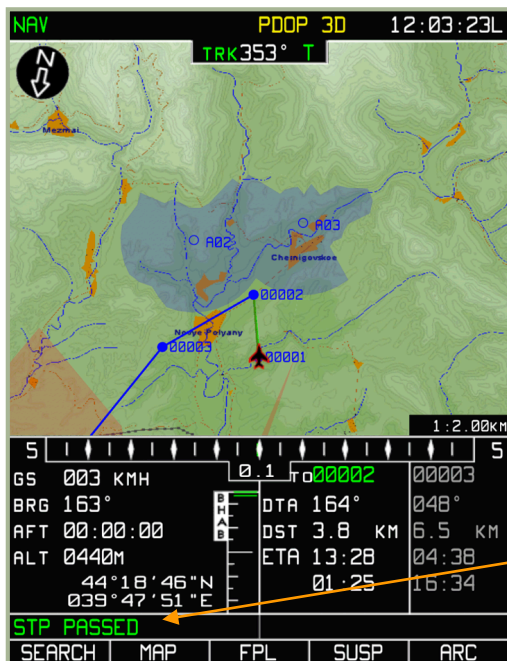 NAV PDOP 3D 12:03:23L
TRK353° T
N
Mezmai
A02
A03
Chernigovskoe
00002
Novye Polyany
00003
00001
1:2.00KM
5 5
0.1
GS 003 KMH
BRG 163°
AFT 00:00:00
ALT 0440M
44°18'46"N
039°47'51"E
BHAB
TO00002 00003
DTA 164° 048°
DST 3.8 KM 6.5 KM
ETA 13:28 04:38
01:25 16:34
STP PASSED
SEARCH MAP FPL SUSP ARC